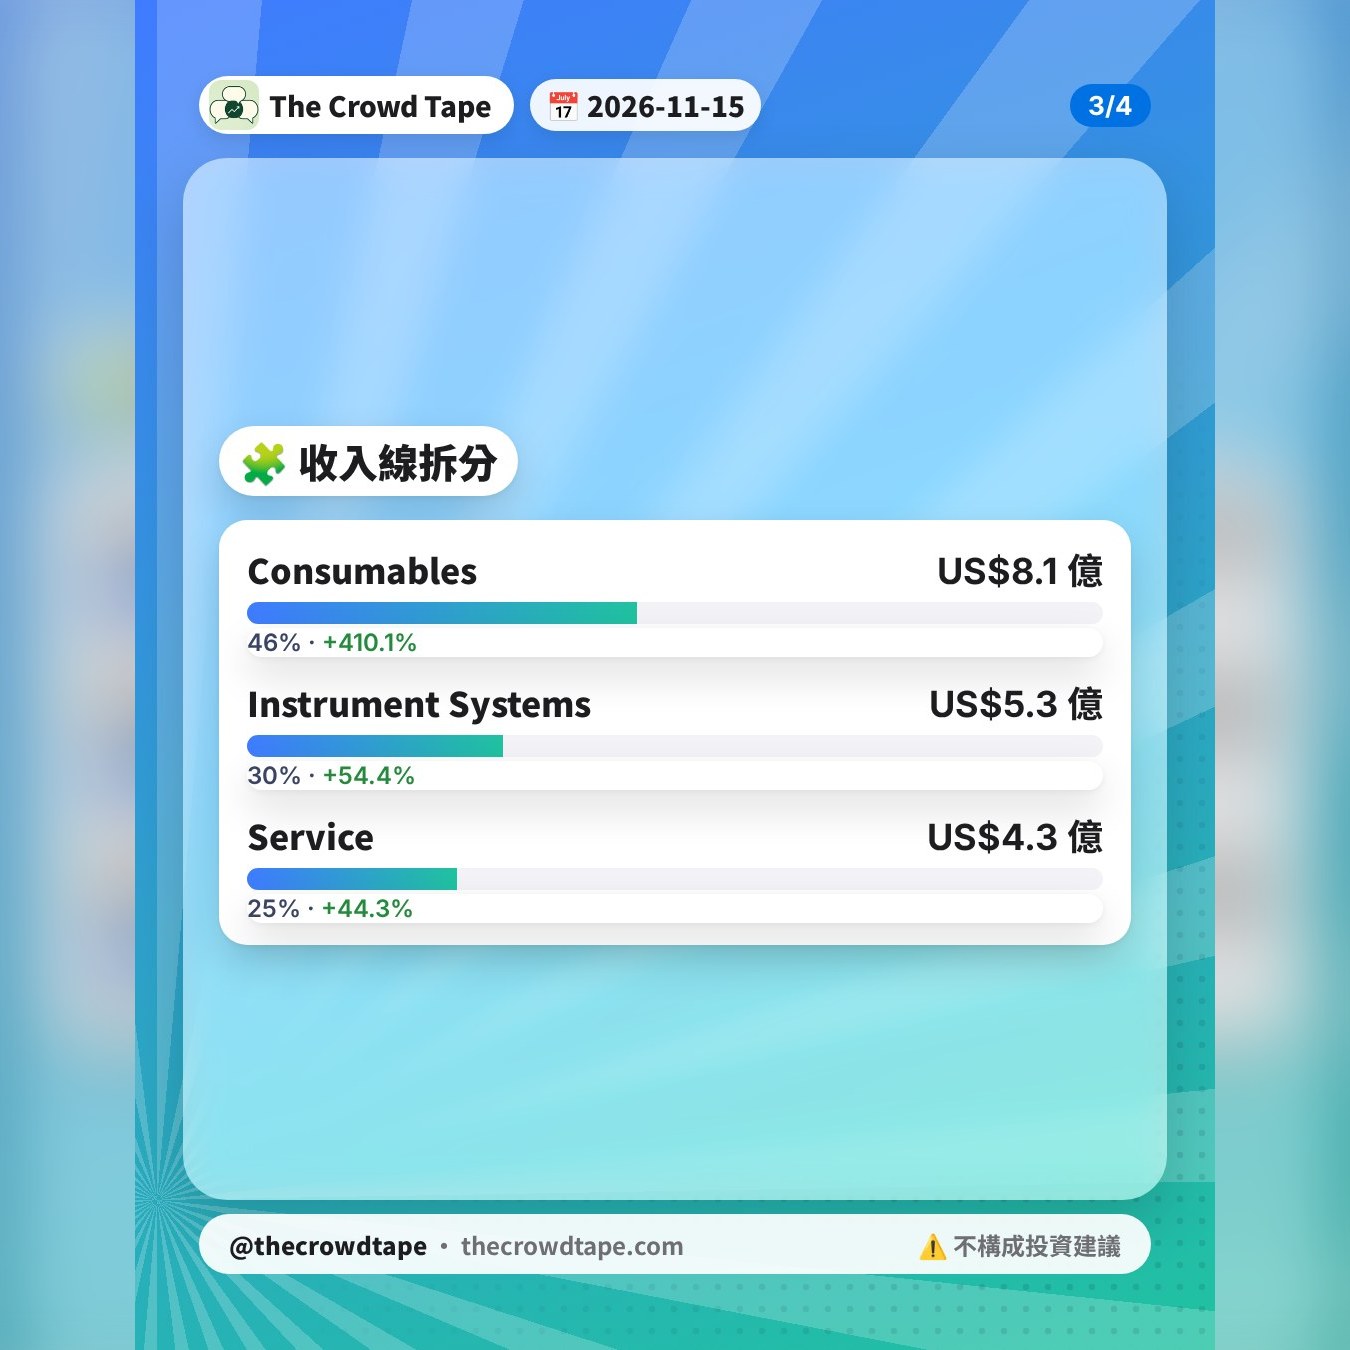 The Crowd Tape
📅 2026-11-15
3/4
🧩 收入線拆分
Consumables US$8.1 億
46% · +410.1%
Instrument Systems US$5.3 億
30% · +54.4%
Service US$4.3 億
25% · +44.3%
@thecrowdtape • thecrowdtape.com ⚠️ 不構成投資建議